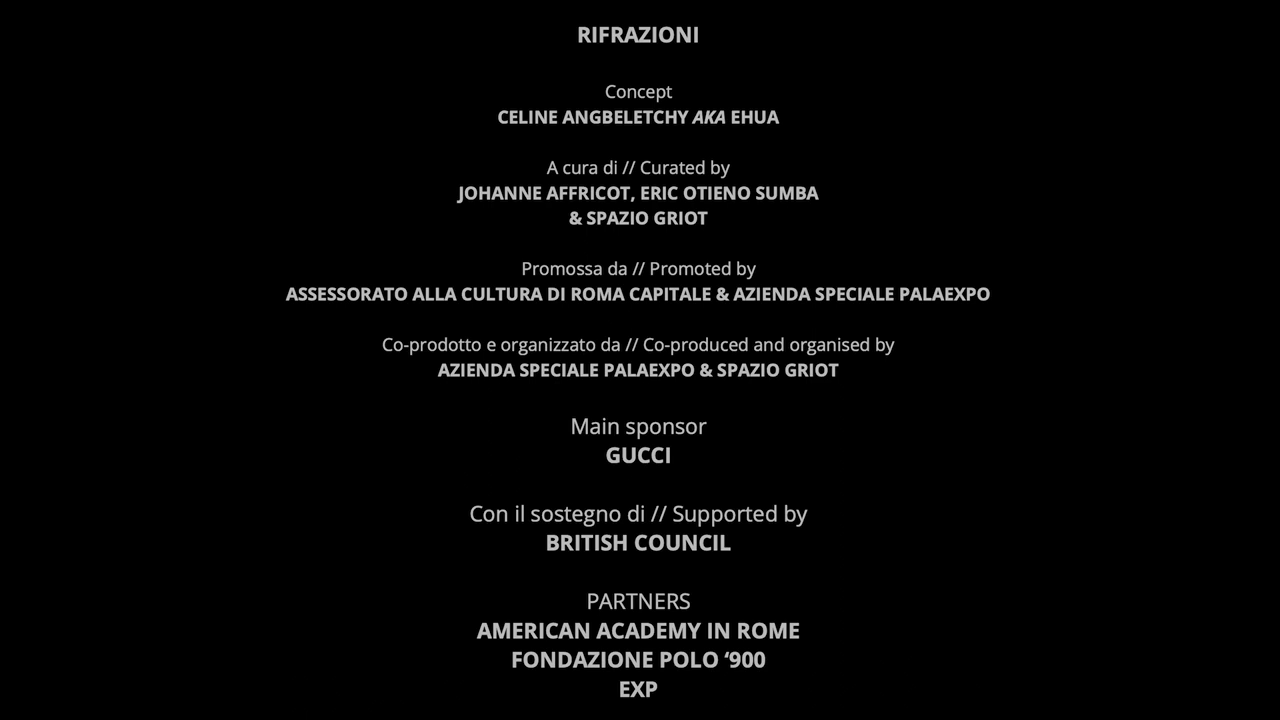 RIFRAZIONI
Concept
CELINE ANGBELETCHY AKA EHUA
A cura di // Curated by
JOHANNE AFFRICOT, ERIC OTIENO SUMBA
& SPAZIO GRIOT
Promossa da // Promoted by
ASSESSORATO ALLA CULTURA DI ROMA CAPITALE & AZIENDA SPECIALE PALAEXPO
Co-prodotto e organizzato da // Co-produced and organised by
AZIENDA SPECIALE PALAEXPO & SPAZIO GRIOT
Main sponsor
GUCCI
Con il sostegno di // Supported by
BRITISH COUNCIL
PARTNERS
AMERICAN ACADEMY IN ROME
FONDAZIONE POLO ‘900
EXP